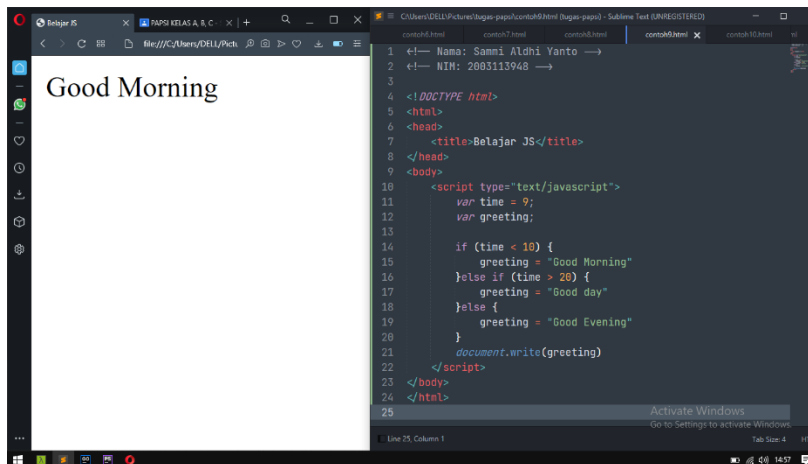 Belajar JS
PAPSI KELAS A, B, C -
file:///C:/Users/DELL/Pictu
Good Morning
C:\Users\DELL\Pictures\tugas-papsi\contoh9.html (tugas-papsi) - Sublime Text (UNREGISTERED)
contoh6.html contoh7.html contoh8.html contoh9.html contoh10.html
1 <!-- Nama: Sammi Aldhi Yanto -->
2 <!-- NIM: 2003113948 -->
3
4 <!DOCTYPE html>
5 <html>
6 <head>
7 <title>Belajar JS</title>
8 </head>
9 <body>
10 <script type="text/javascript">
11 var time = 9;
12 var greeting;
13
14 if (time < 10) {
15 greeting = "Good Morning"
16 }else if (time > 20) {
17 greeting = "Good day"
18 }else {
19 greeting = "Good Evening"
20 }
21 document.write(greeting)
22 </script>
23 </body>
24 </html>
25
Activate Windows
Go to Settings to activate Windows.
Line 25, Column 1
Tab Size: 4
14:57